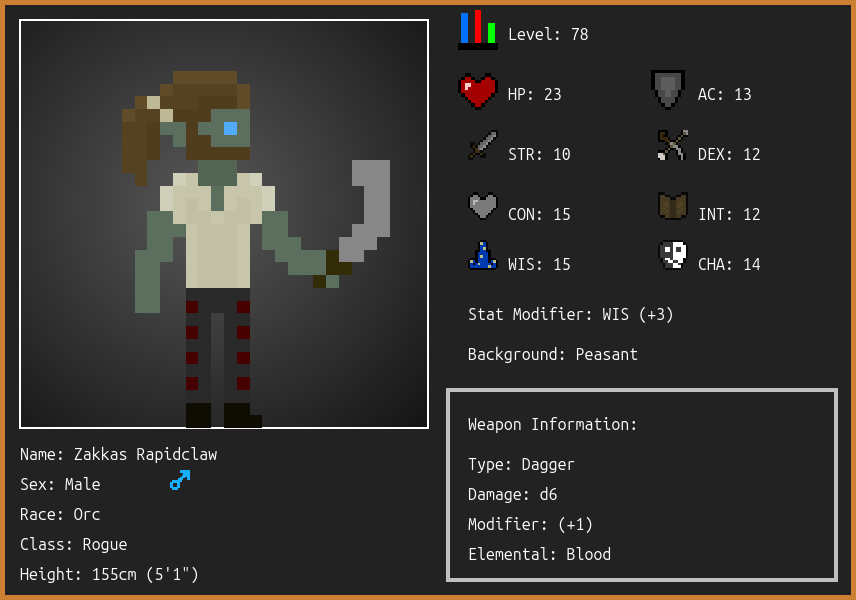 Level: 78
HP: 23
AC: 13
STR: 10
DEX: 12
CON: 15
INT: 12
WIS: 15
CHA: 14
Stat Modifier: WIS (+3)
Background: Peasant
Weapon Information:
Type: Dagger
Damage: d6
Modifier: (+1)
Elemental: Blood
Name: Zakkas Rapidclaw
Sex: Male
Race: Orc
Class: Rogue
Height: 155cm (5'1")